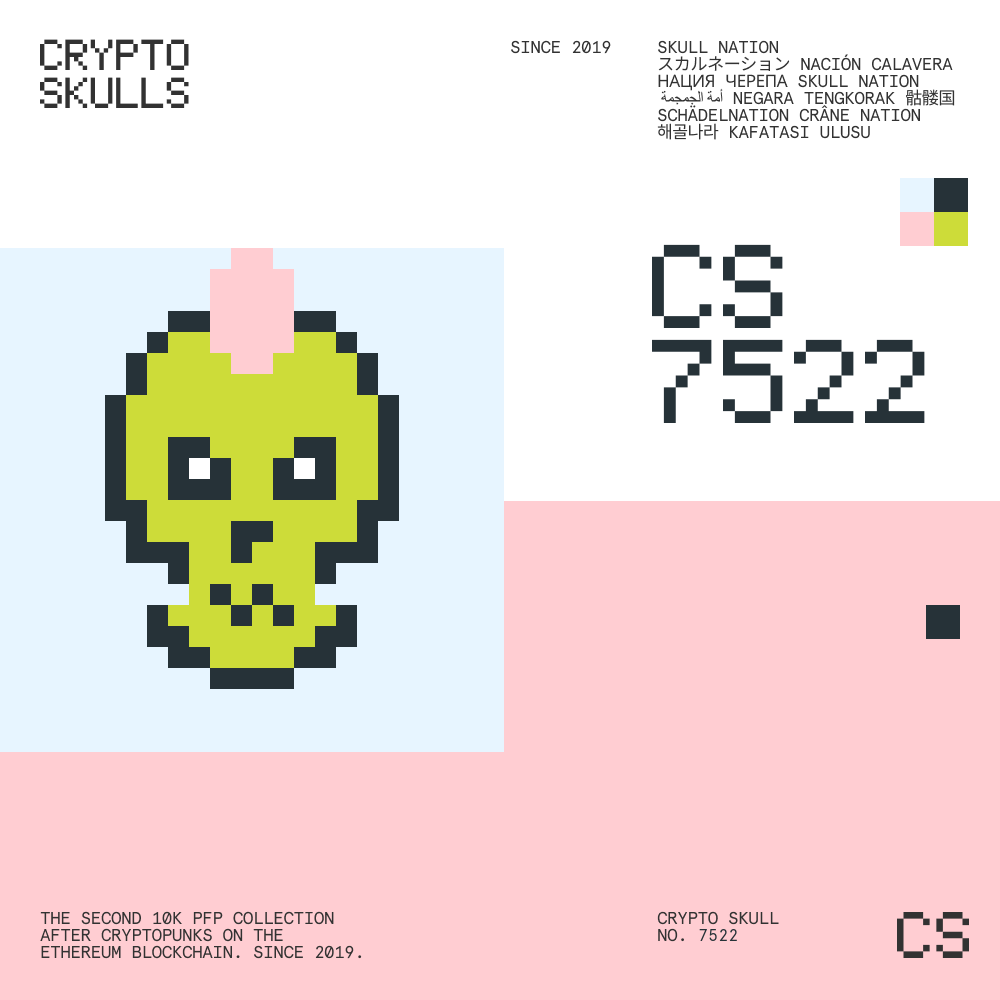 CRYPTO
SKULLS
SINCE 2019
SKULL NATION
スカルネーション NACIÓN CALAVERA
НАЦИЯ ЧЕРЕПА SKULL NATION
أمة الجمجمة NEGARA TENGKORAK 骷髅国
SCHÄDELNATION CRÂNE NATION
해골나라 KAFATASI ULUSU
CS
7522
THE SECOND 10K PFP COLLECTION
AFTER CRYPTOPUNKS ON THE
ETHEREUM BLOCKCHAIN. SINCE 2019.
CRYPTO SKULL
NO. 7522
CS